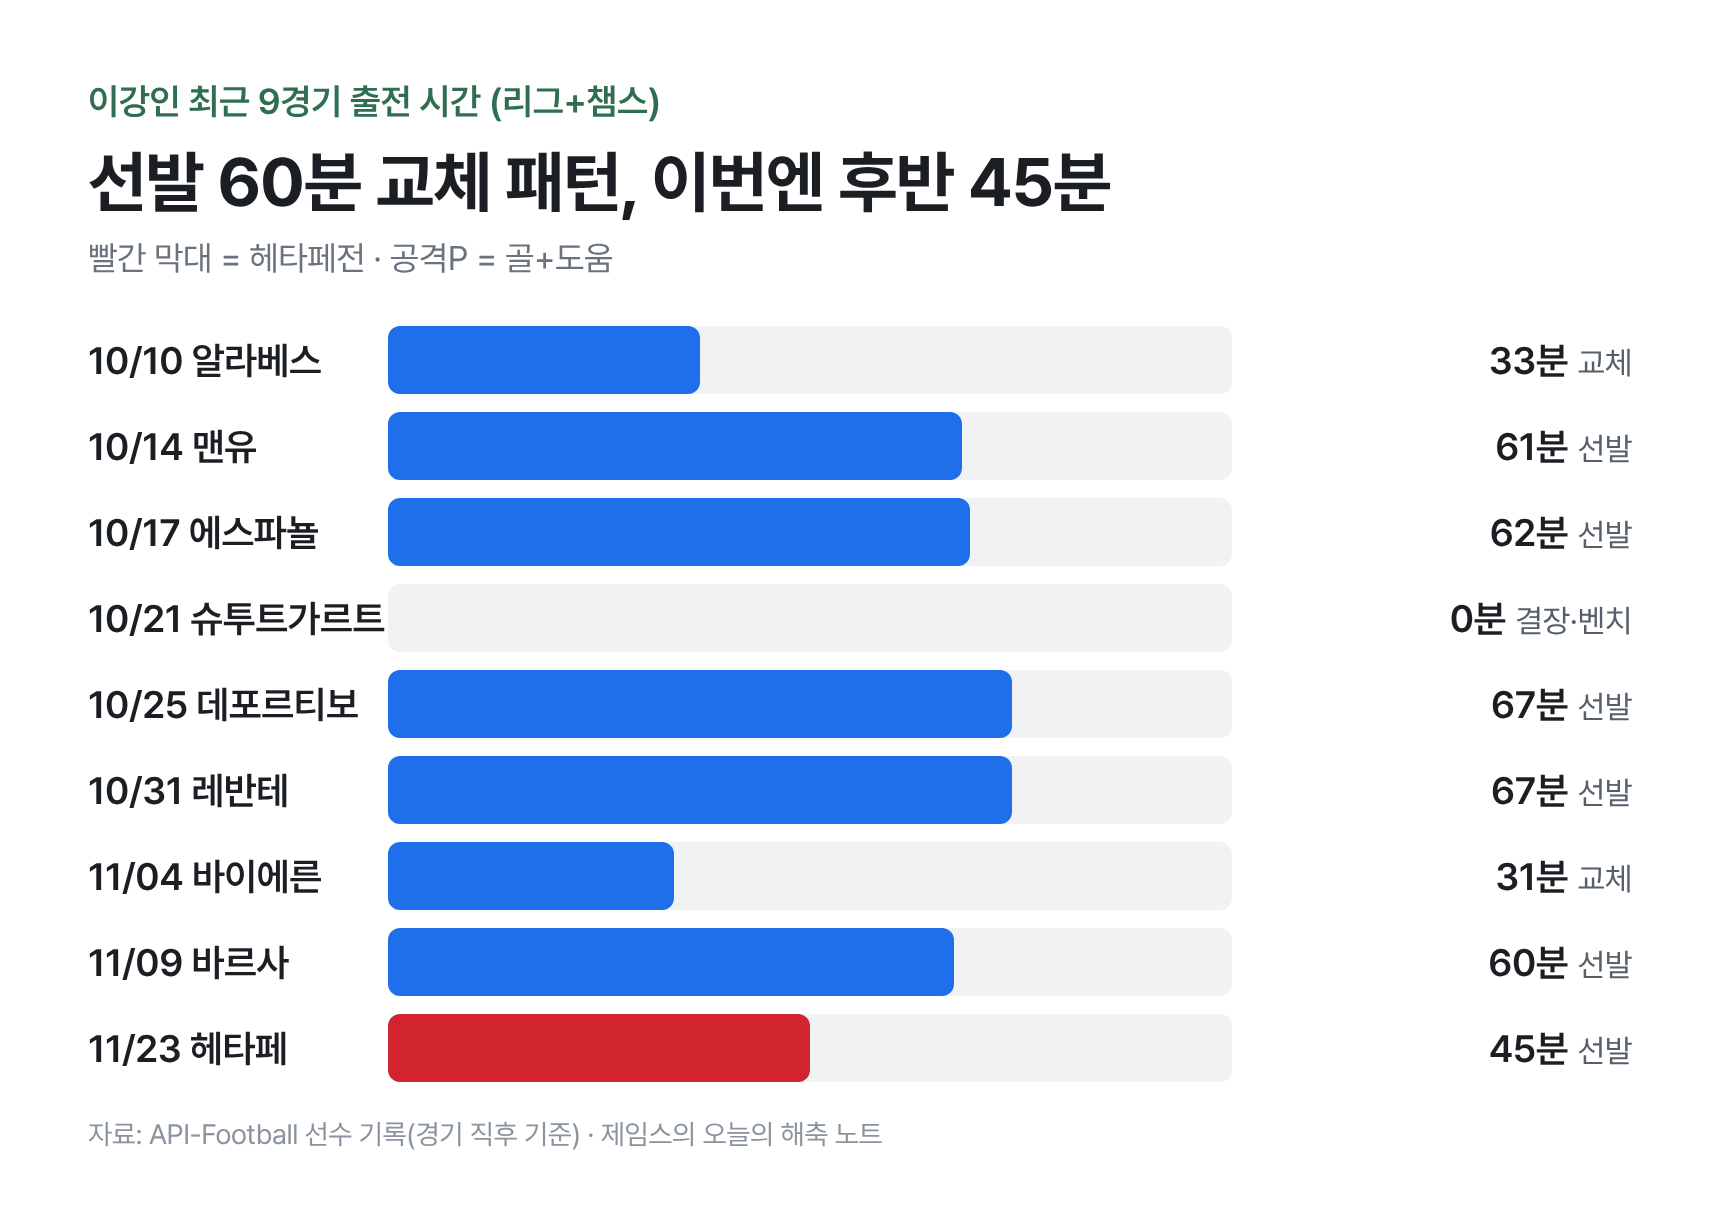 이강인 최근 9경기 출전 시간 (리그+챔스)
선발 60분 교체 패턴, 이번엔 후반 45분
빨간 막대 = 헤타페전 · 공격P = 골+도움
10/10 알라베스 33분 교체
10/14 맨유 61분 선발
10/17 에스파뇰 62분 선발
10/21 슈투트가르트 0분 결장·벤치
10/25 데포르티보 67분 선발
10/31 레반테 67분 선발
11/04 바이에른 31분 교체
11/09 바르사 60분 선발
11/23 헤타페 45분 선발
자료: API-Football 선수 기록(경기 직후 기준) · 제임스의 오늘의 해축 노트